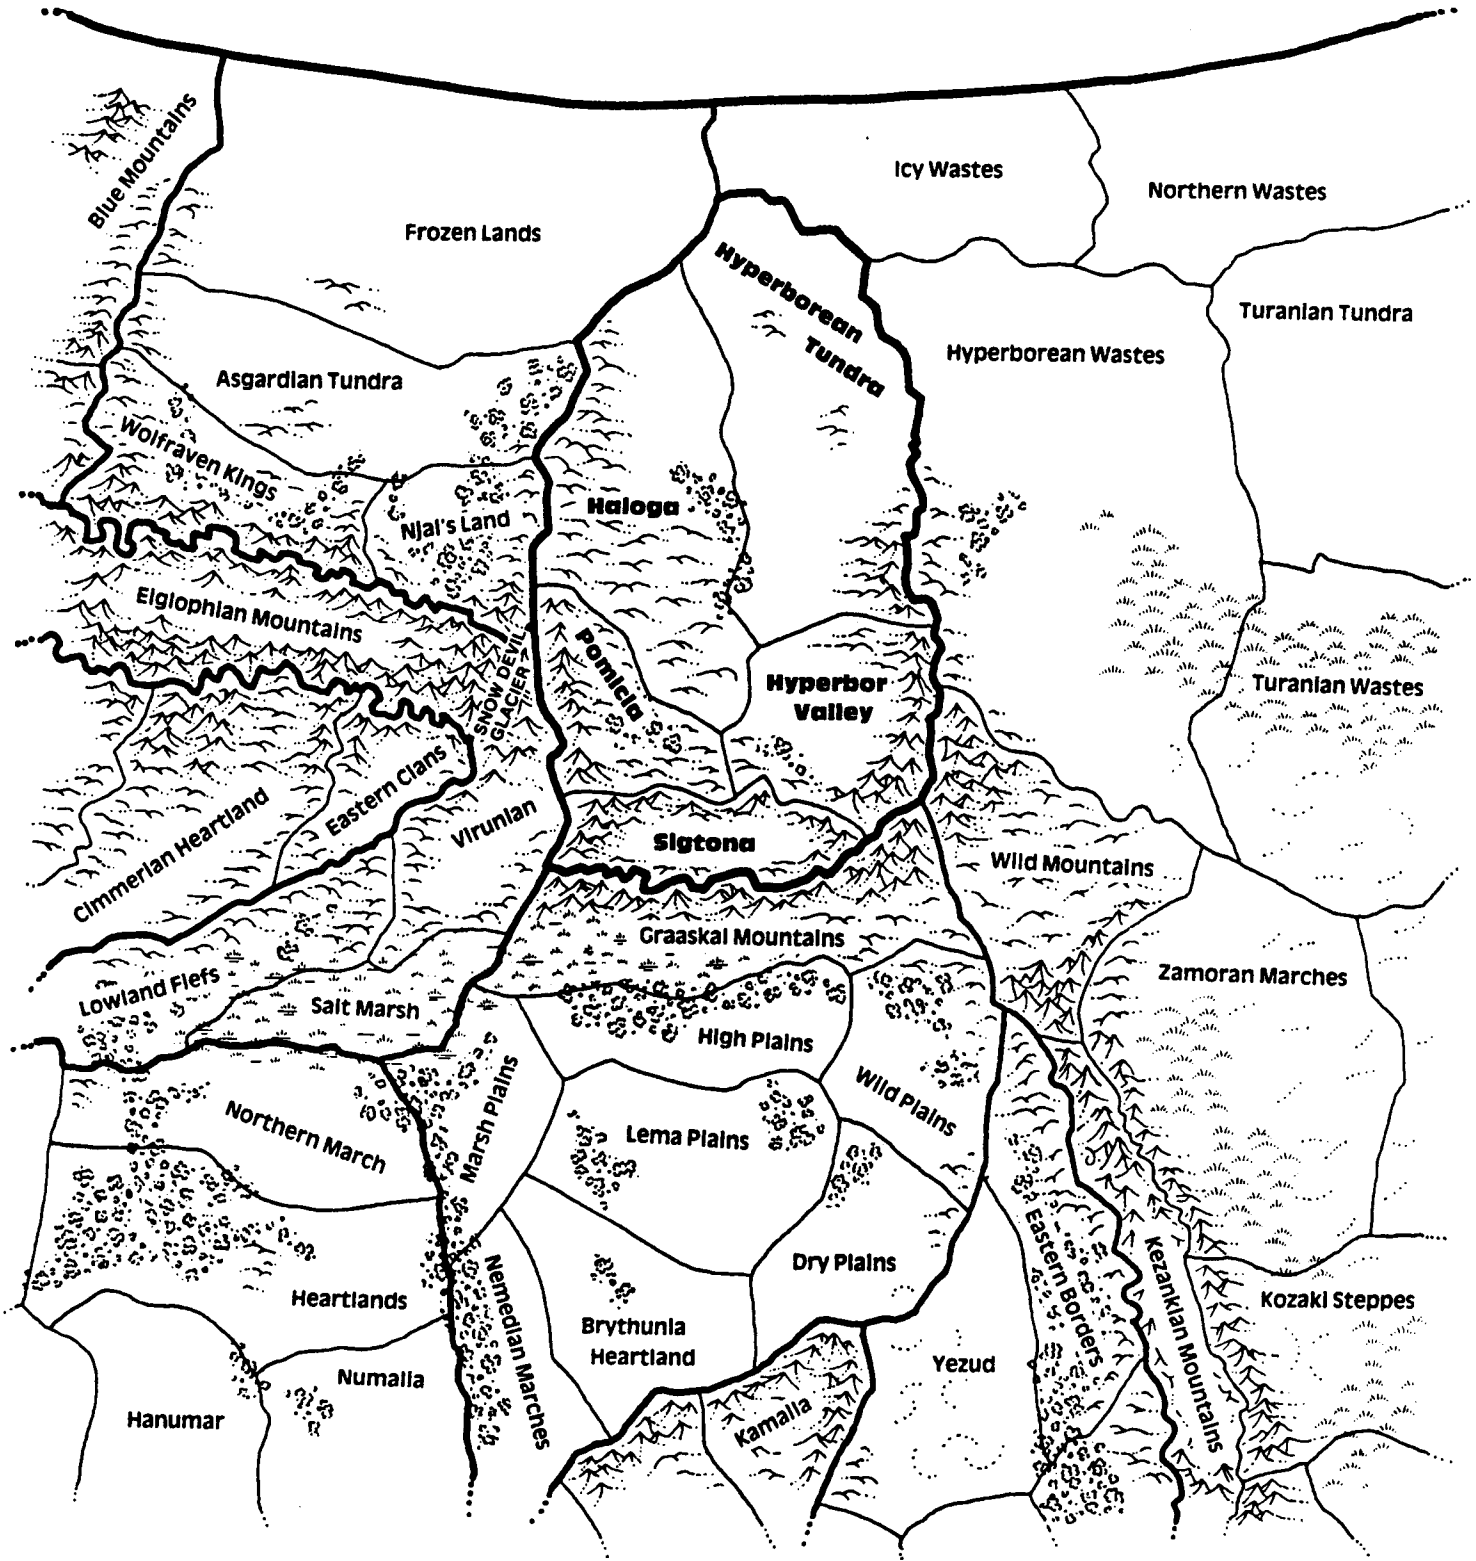 Blue Mountains
Icy Wastes
Northern Wastes
Frozen Lands
Hyperborean
Tundra
Turanian Tundra
Hyperborean Wastes
Asgardian Tundra
Wolfraven Kings
Haloga
Njal's Land
Eiglophian Mountains
SNOW DEVIL
GLACIER
Pomicia
Hyperbor
Valley
Turanian Wastes
Eastern Clans
Cimmerian Heartland
Virunian
Sigtona
Wild Mountains
Graaskal Mountains
Zamoran Marches
Lowland Fiefs
Salt Marsh
High Plains
Marsh Plains
Wild Plains
Northern March
Lema Plains
Dry Plains
Eastern Borders
Kezankian Mountains
Heartlands
Nemedian Marches
Kozaki Steppes
Brythunia
Heartland
Yezud
Numalia
Hanumar
Kamalia